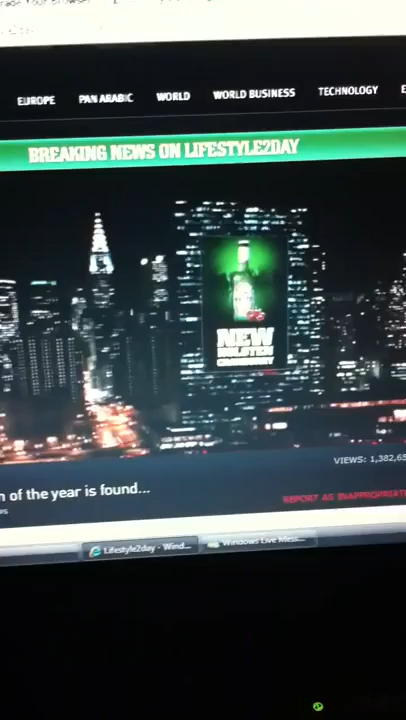 EUROPE PAN ARABIC WORLD WORLD BUSINESS TECHNOLOGY
BREAKING NEWS ON LIFESTYLE2DAY
NEW
VIEWS: 1,382,65
n of the year is found...
REPORT AS INAPPROPRIATE
Lifestyle2day - Wind...
Windows Live Mess...